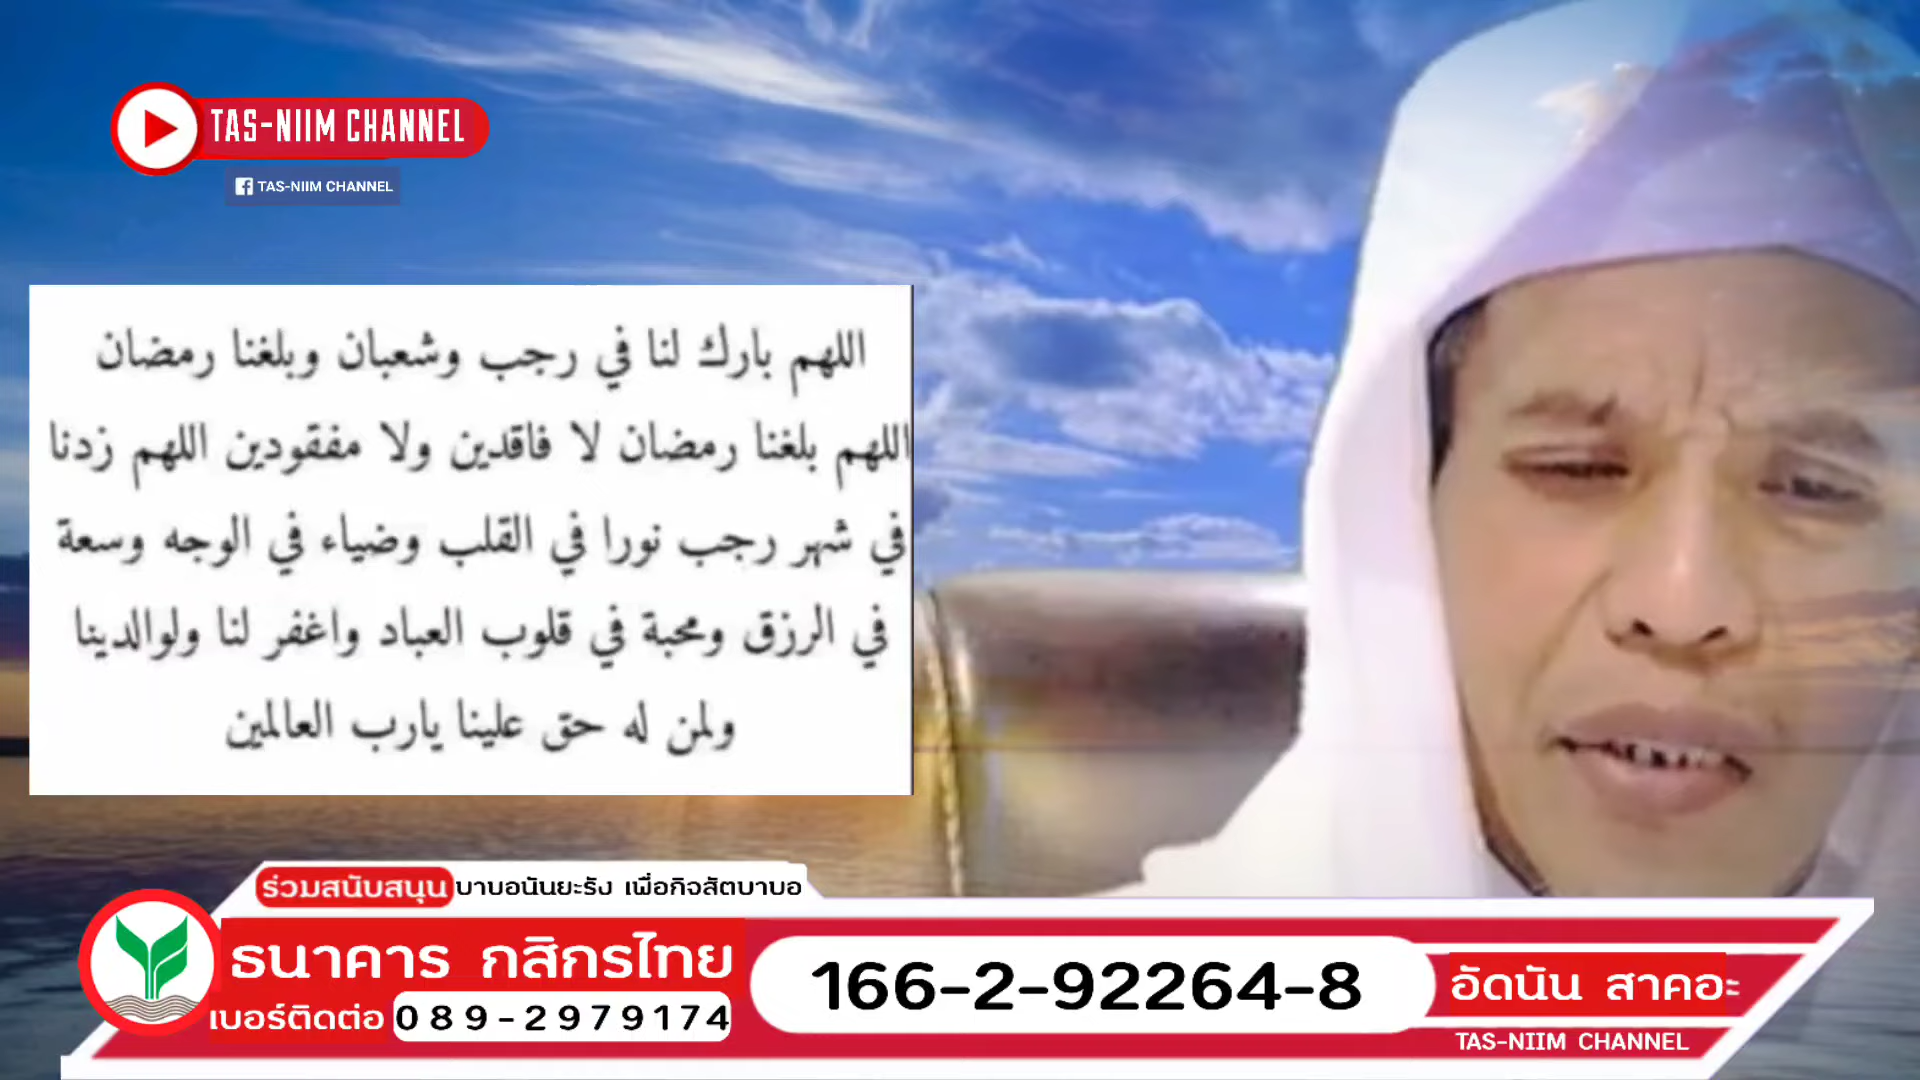 TAS-NIIM CHANNEL
TAS-NIIM CHANNEL
اللهم بارك لنا في رجب وشعبان وبلغنا رمضان
اللهم بلغنا رمضان لا فاقدين ولا مفقودين اللهم زدنا
في شهر رجب نورا في القلب وضياء في الوجه وسعة
في الرزق ومحبة في قلوب العباد واغفر لنا ولوالدينا
ولمن له حق علينا يارب العالمين
ร่วมสนับสนุน บาบอนันยะรัง เพื่อกิจสัตบาบอ
ธนาคาร กสิกรไทย
เบอร์ติดต่อ 089-2979174
166-2-92264-8
อัดนัน สาคอะ
TAS-NIIM CHANNEL